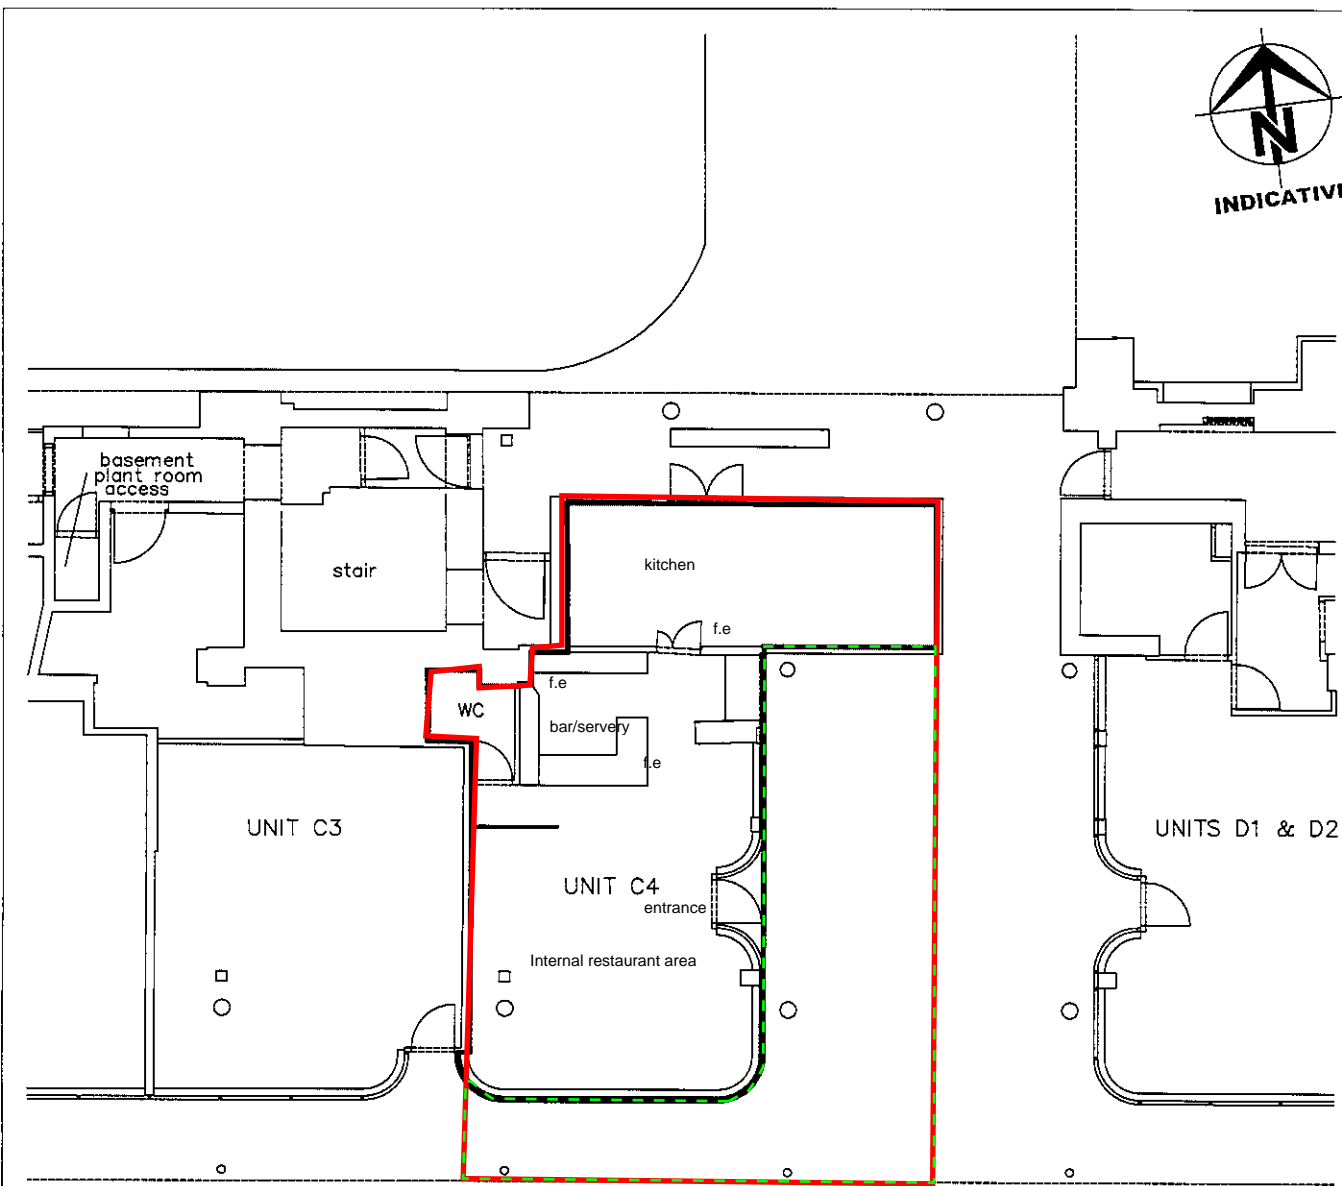 N
INDICATIVE
basement
plant room
access
stair
kitchen
f.e
f.e
WC
bar/servery
f.e
UNIT C3
UNITS D1 & D2
UNIT C4
entrance
Internal restaurant area